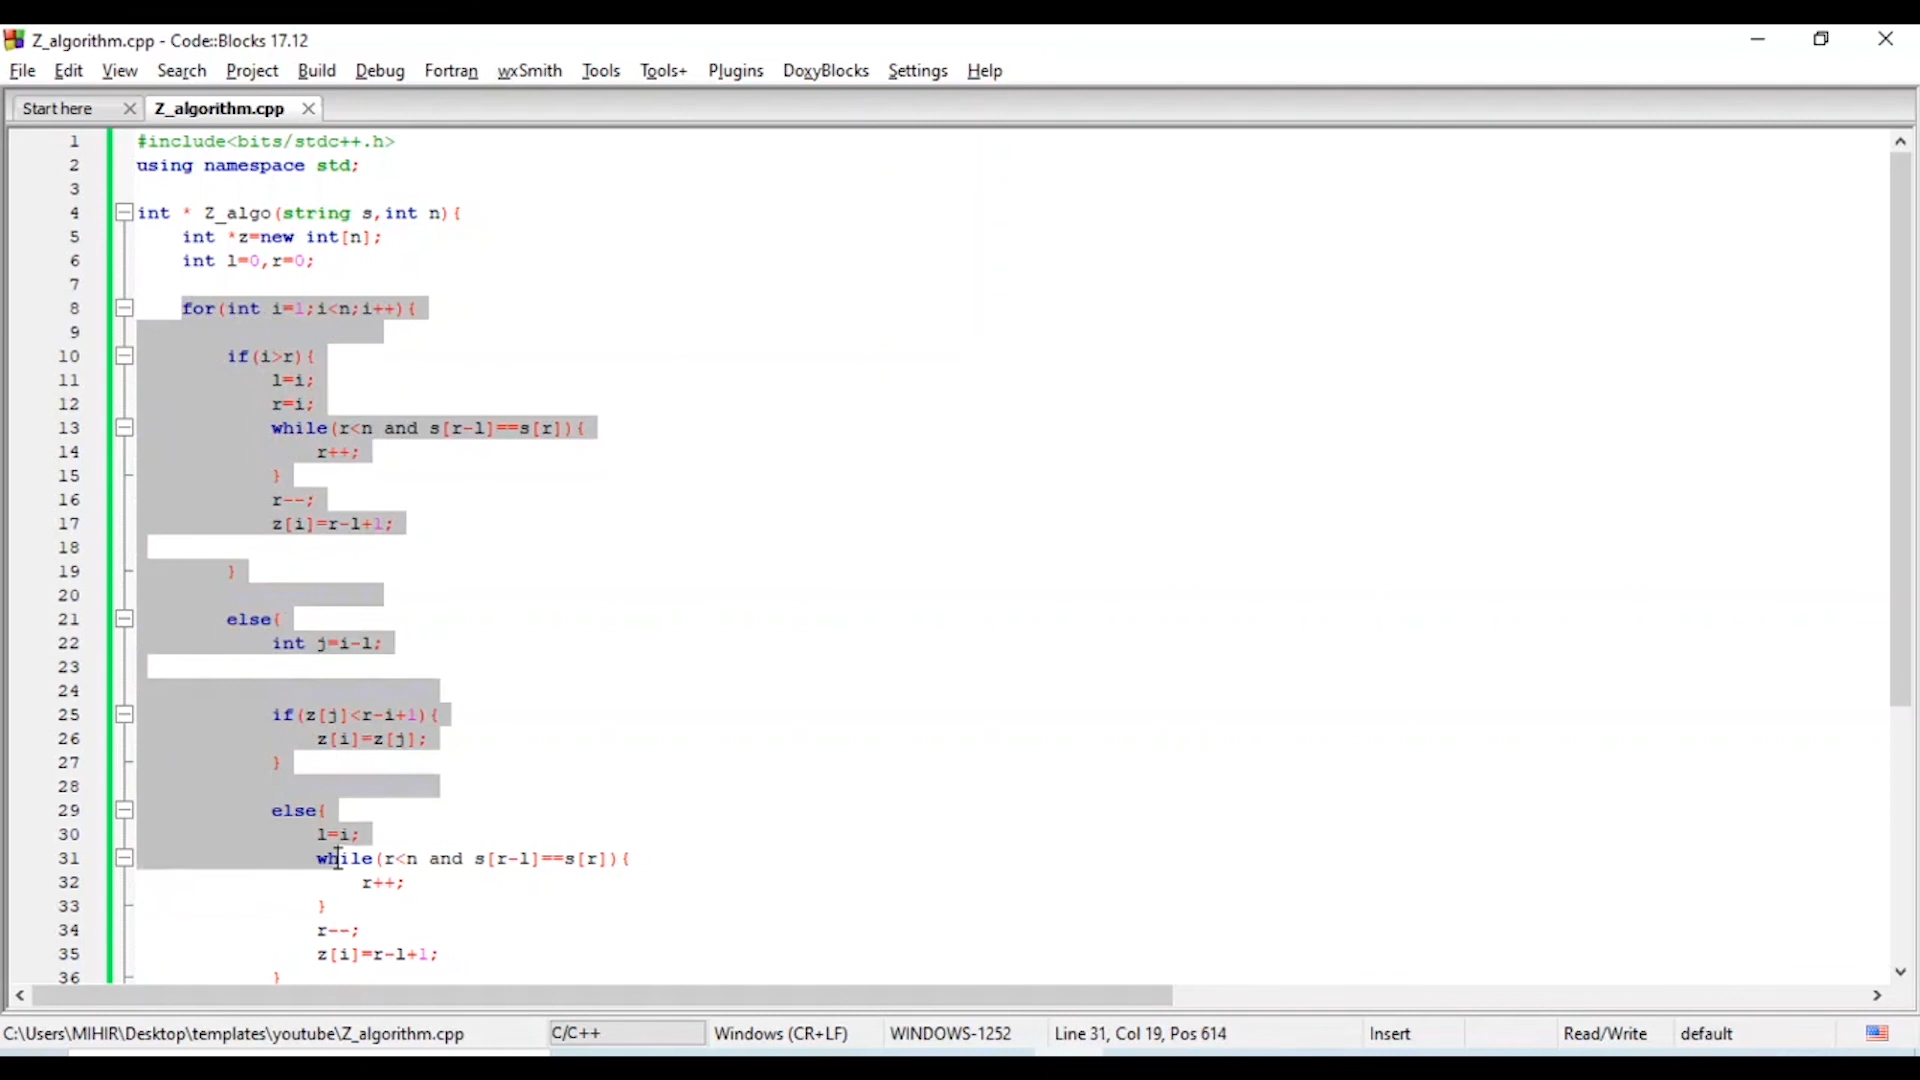 Z_algorithm.cpp - Code::Blocks 17.12
File Edit View Search Project Build Debug Fortran wxSmith Tools Tools+ Plugins DoxyBlocks Settings Help
Start here Z_algorithm.cpp
1 #include<bits/stdc++.h>
2 using namespace std;
3
4 int * Z_algo(string s,int n){
5 int *z=new int[n];
6 int l=0,r=0;
7
8 for(int i=1;i<n;i++){
9
10 if(i>r){
11 l=i;
12 r=i;
13 while(r<n and s[r-l]==s[r]){
14 r++;
15 }
16 r--;
17 z[i]=r-l+1;
18
19 }
20
21 else{
22 int j=i-l;
23
24
25 if(z[j]<r-i+1){
26 z[i]=z[j];
27 }
28
29 else{
30 l=i;
31 while(r<n and s[r-l]==s[r]){
32 r++;
33 }
34 r--;
35 z[i]=r-l+1;
36 }
C:\Users\MIHIR\Desktop\templates\youtube\Z_algorithm.cpp C/C++ Windows (CR+LF) WINDOWS-1252 Line 31, Col 19, Pos 614 Insert Read/Write default